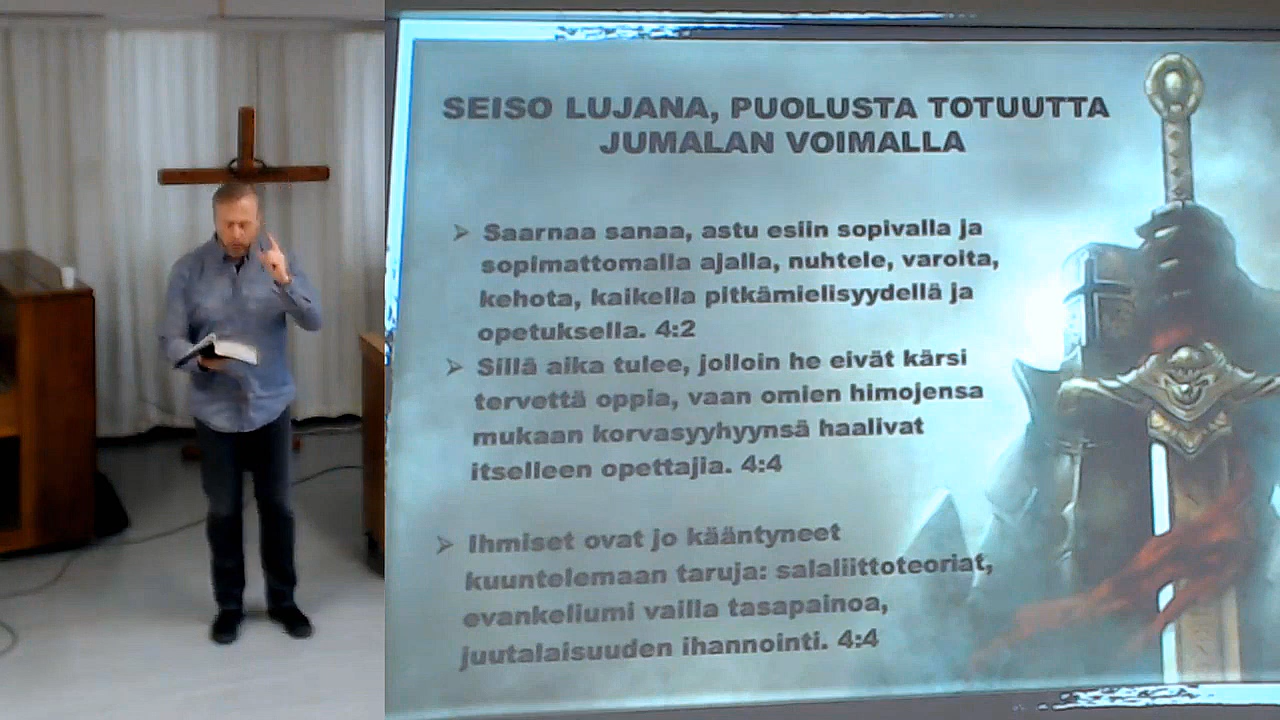 SEISO LUJANA, PUOLUSTA TOTUUTTA
JUMALAN VOIMALLA
➢ Saarnaa sanaa, astu esiin sopivalla ja
sopimattomalla ajalla, nuhtele, varoita,
kehota, kaikella pitkämielisyydellä ja
opetuksella. 4:2
➢ Sillä aika tulee, jolloin he eivät kärsi
tervettä oppia, vaan omien himojensa
mukaan korvasyyhyynsä haalivat
itselleen opettajia. 4:4
➢ Ihmiset ovat jo kääntyneet
kuuntelemaan taruja: salaliittoteoriat,
evankeliumi vailla tasapainoa,
juutalaisuuden ihannointi. 4:4